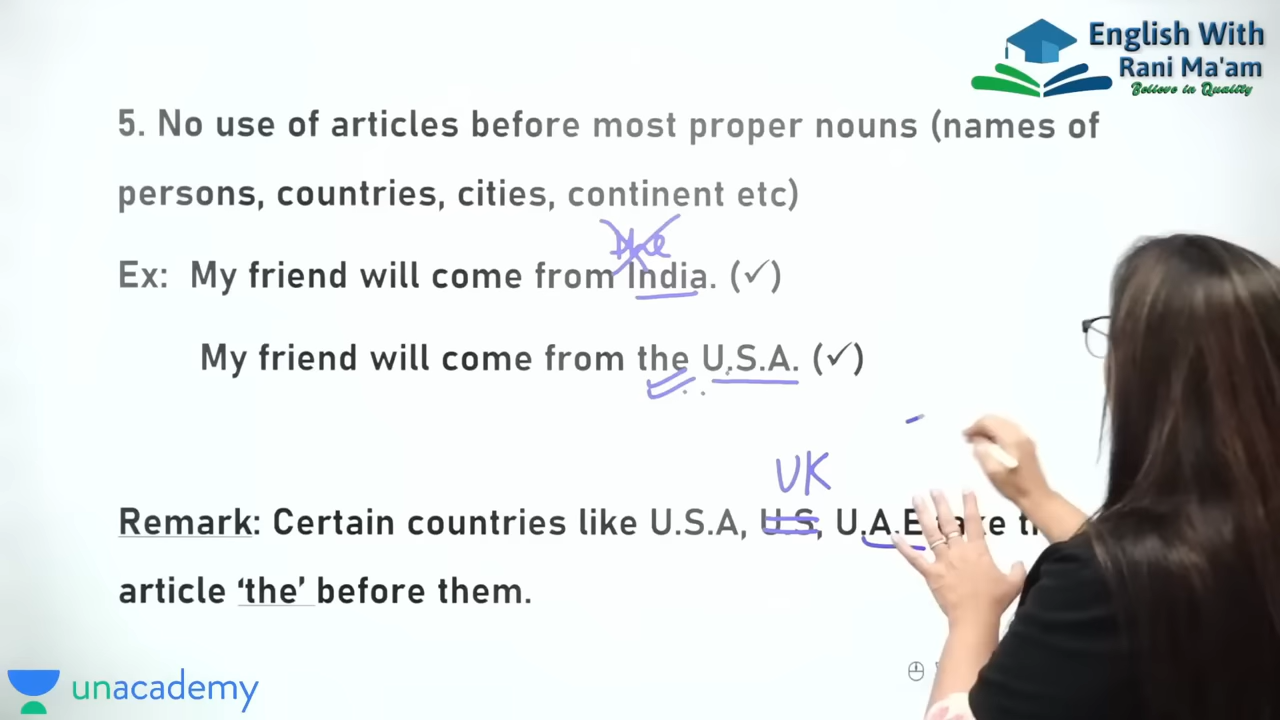 English With
Rani Ma'am
Believe in Quality
5. No use of articles before most proper nouns (names of
persons, countries, cities, continent etc)
the
Ex: My friend will come from India. (✓)
My friend will come from the U.S.A. (✓)
UK
Remark: Certain countries like U.S.A, U.S, U.A.E
article ‘the’ before them.
unacademy